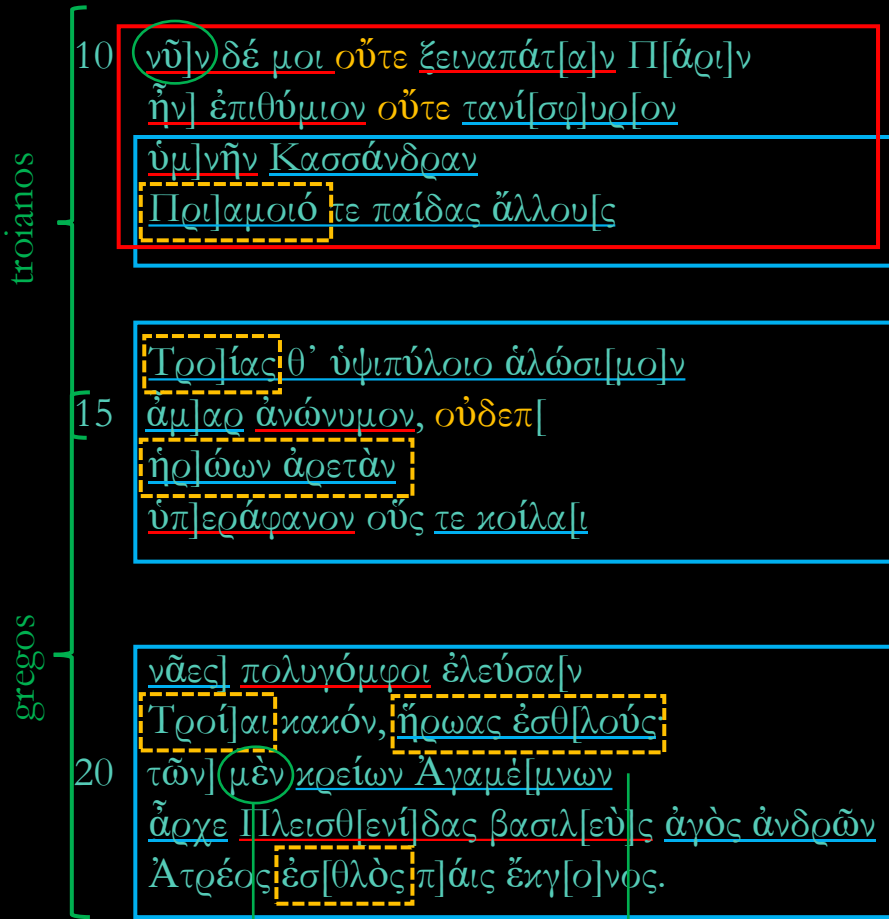 troianos
10 νῦ]ν δέ μοι οὔτε ξειναπάτ[α]ν Π[άρι]ν
ἦν] ἐπιθύμιον οὔτε τανί[σφ]υρ[ον
ὑμ]νῆν Κασσάνδραν
Πρι]αμοιό τε παίδας ἄλλου[ς
Τρο]ίας θ’ ὑψιπύλοιο ἁλώσι[μο]ν
15 ἆμ]αρ ἀνώνυμον, οὐδεπ[
ἡρ]ώων ἀρετὰν
ὑπ]εράφανον οὕς τε κοίλα[ι
gregos
νᾶες] πολυγόμφοι ἐλεύσα[ν
Τροί]αι κακόν, ἥρωας ἐσθ[λούς·
20 τῶν] μὲν κρείων Ἀγαμέ[μνων
ἆρχε Πλεισθ[ενί]δας βασιλ[εὺ]ς ἀγὸς ἀνδρῶν
Ἀτρέος ἐσ[θλὸς π]άις ἔκγ[ο]νος.